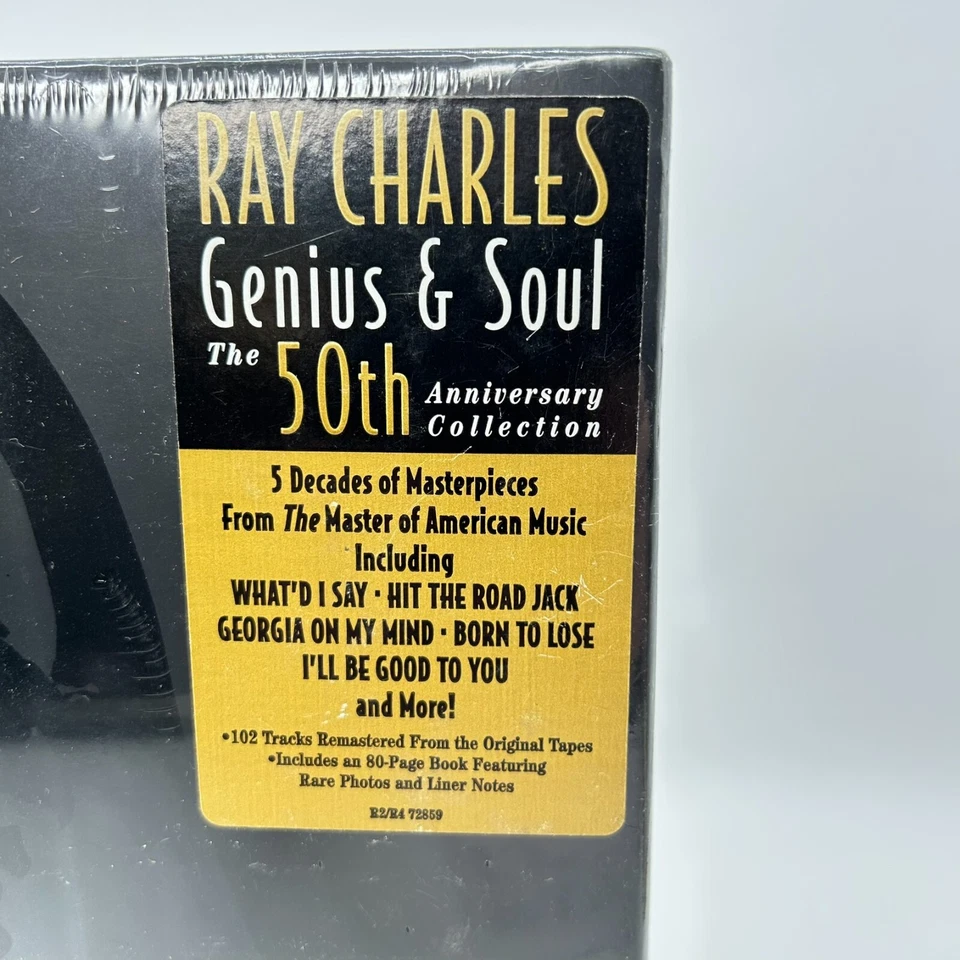 RAY CHARLES
Genius & Soul
The 50th Anniversary
Collection
5 Decades of Masterpieces
From The Master of American Music
Including
WHAT'D I SAY · HIT THE ROAD JACK
GEORGIA ON MY MIND · BORN TO LOSE
I'LL BE GOOD TO YOU
and More!
•102 Tracks Remastered From the Original Tapes
•Includes an 80-Page Book Featuring
Rare Photos and Liner Notes
R2/R4 72859